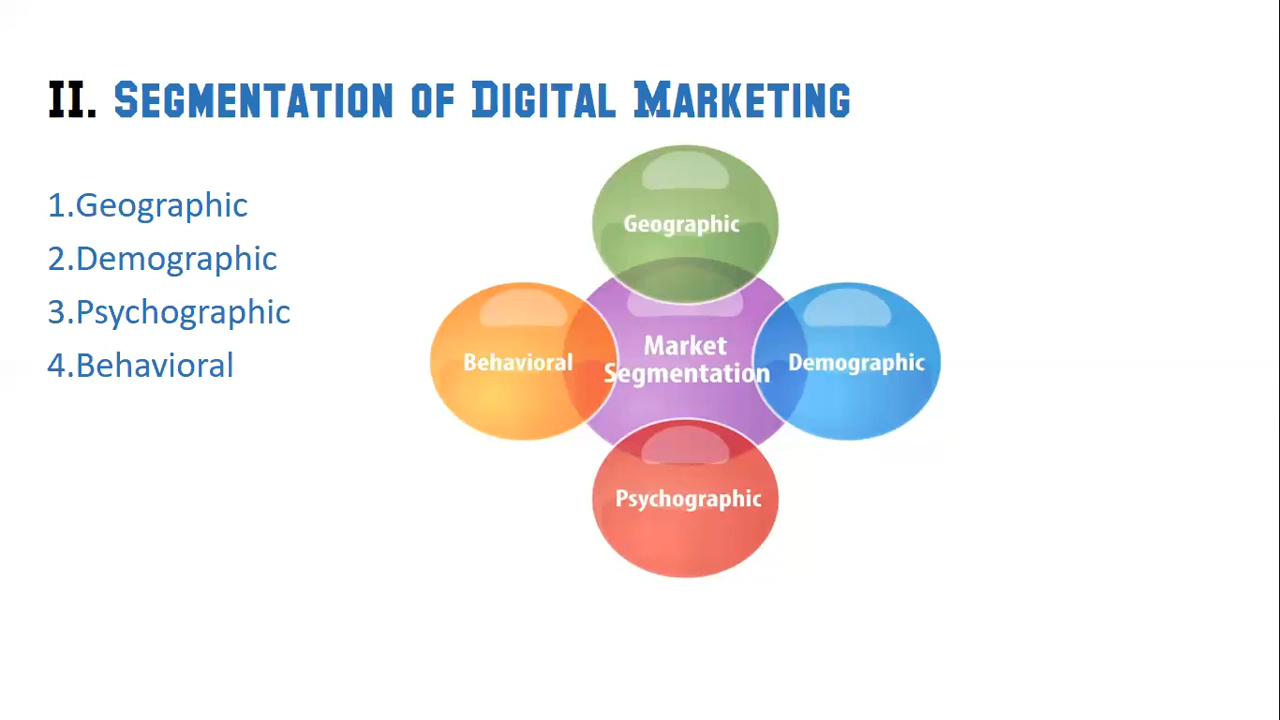 II. Segmentation of Digital Marketing
1.Geographic
2.Demographic
3.Psychographic
4.Behavioral
Geographic
Behavioral
Market
Segmentation
Demographic
Psychographic